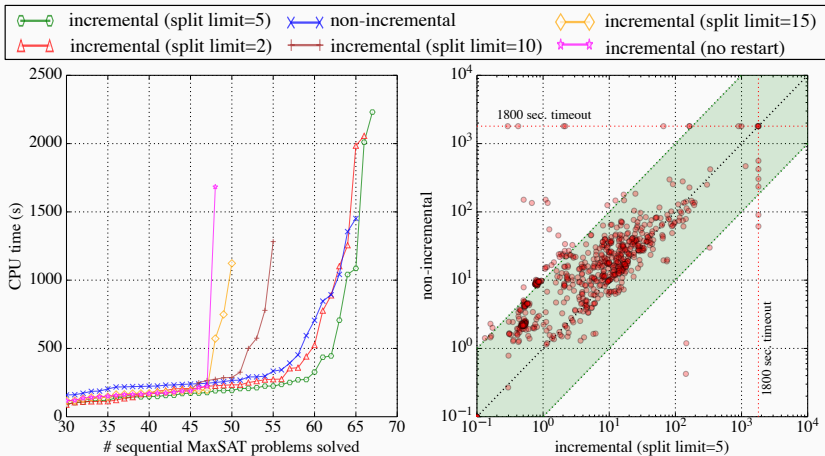 incremental (split limit=5) non-incremental incremental (split limit=15)
incremental (split limit=2) incremental (split limit=10) incremental (no restart)
2500
2000
1500
1000
500
0
CPU time (s)
30 35 40 45 50 55 60 65 70
# sequential MaxSAT problems solved
10^4
10^3
10^2
10^1
10^0
10^-1
non-incremental
1800 sec. timeout
1800 sec. timeout
10^-1 10^0 10^1 10^2 10^3 10^4
incremental (split limit=5)